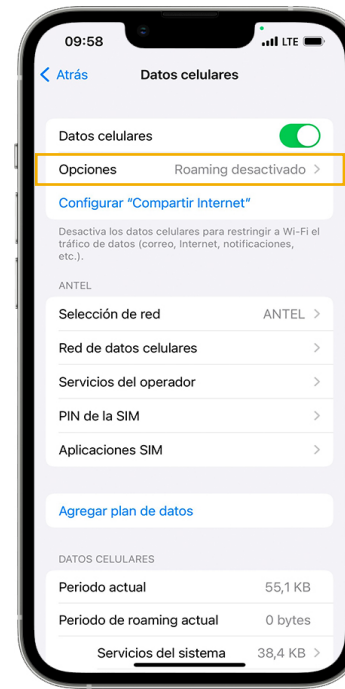 09:58
LTE
Atrás
Datos celulares
Datos celulares
Opciones Roaming desactivado
Configurar “Compartir Internet”
Desactiva los datos celulares para restringir a Wi-Fi el
tráfico de datos (correo, Internet, notificaciones,
etc.).
ANTEL
Selección de red ANTEL
Red de datos celulares
Servicios del operador
PIN de la SIM
Aplicaciones SIM
Agregar plan de datos
DATOS CELULARES
Periodo actual 55,1 KB
Periodo de roaming actual 0 bytes
Servicios del sistema 38,4 KB